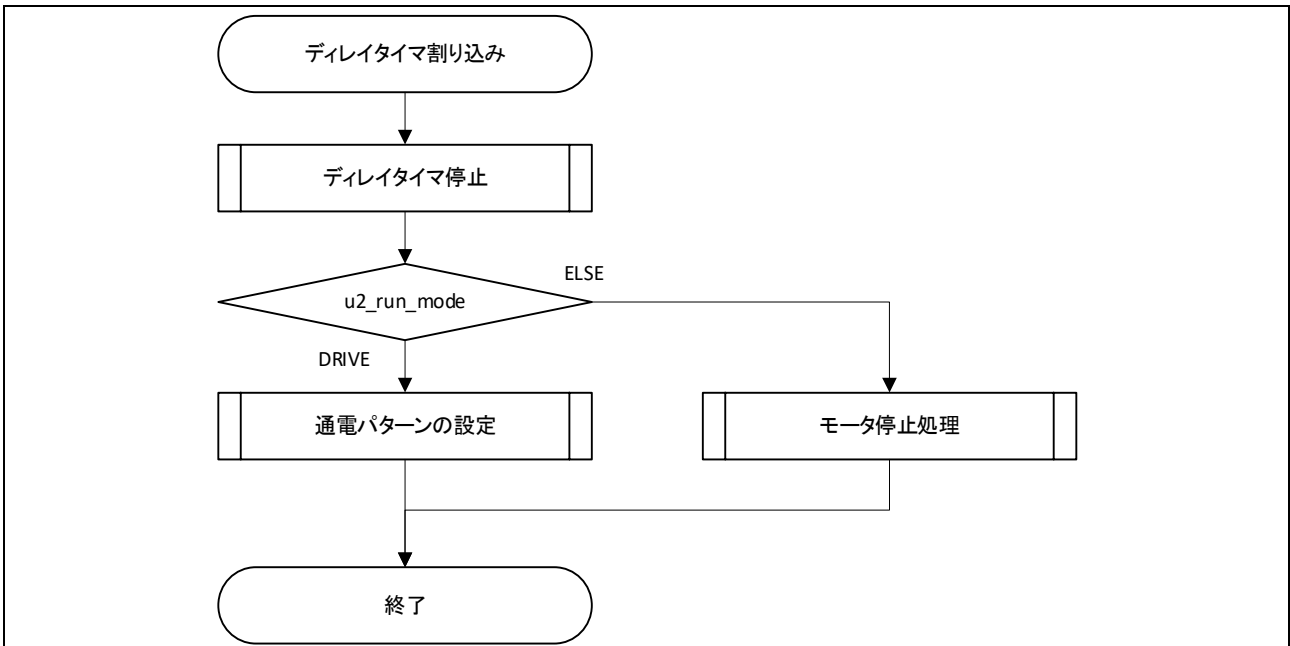 ディレイタイマ割り込み
ディレイタイマ停止
u2_run_mode
ELSE
DRIVE
通電パターンの設定
モータ停止処理
終了